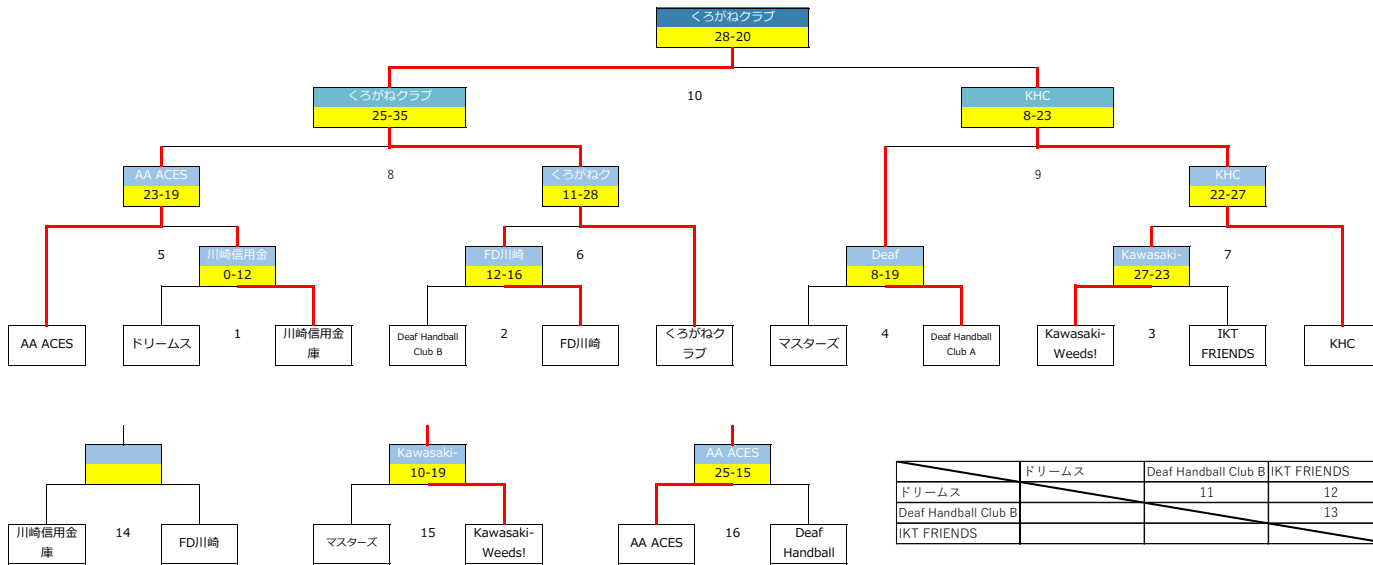 くろがねクラブ
28-20
くろがねクラブ
25-35
10
KHC
8-23
AA ACES
23-19
8
くろがねク
11-28
9
KHC
22-27
5
川崎信用金
0-12
FD川崎
12-16
6
Deaf
8-19
Kawasaki-
27-23
7
AA ACES
ドリームス
1
川崎信用金
庫
Deaf Handball
Club B
2
FD川崎
くろがねク
ラブ
マスターズ
4
Deaf Handball
Club A
Kawasaki-
Weeds!
3
IKT
FRIENDS
KHC
川崎信用金
庫
14
FD川崎
Kawasaki-
10-19
マスターズ
15
Kawasaki-
Weeds!
AA ACES
25-15
AA ACES
16
Deaf
Handball
ドリームス Deaf Handball Club B IKT FRIENDS
ドリームス 11 12
Deaf Handball Club B 13
IKT FRIENDS